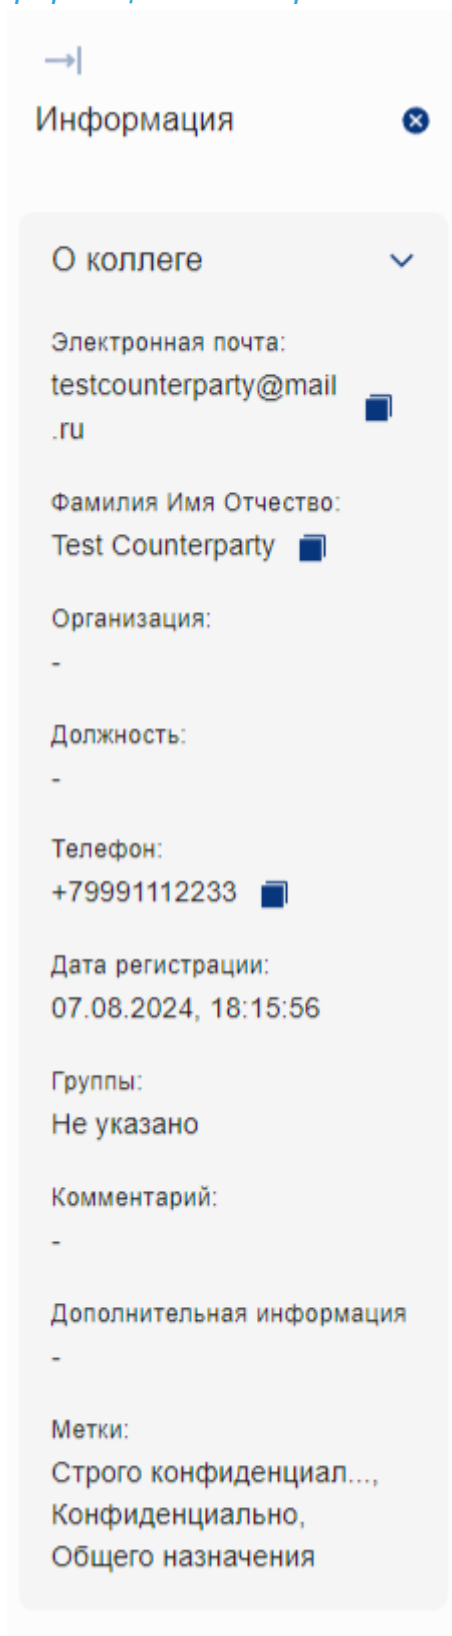 Информация
О коллеге
Электронная почта:
testcounterparty@mail
.ru
Фамилия Имя Отчество:
Test Counterparty
Организация:
-
Должность:
-
Телефон:
+79991112233
Дата регистрации:
07.08.2024, 18:15:56
Группы:
Не указано
Комментарий:
-
Дополнительная информация
-
Метки:
Строго конфиденциал...,
Конфиденциально,
Общего назначения